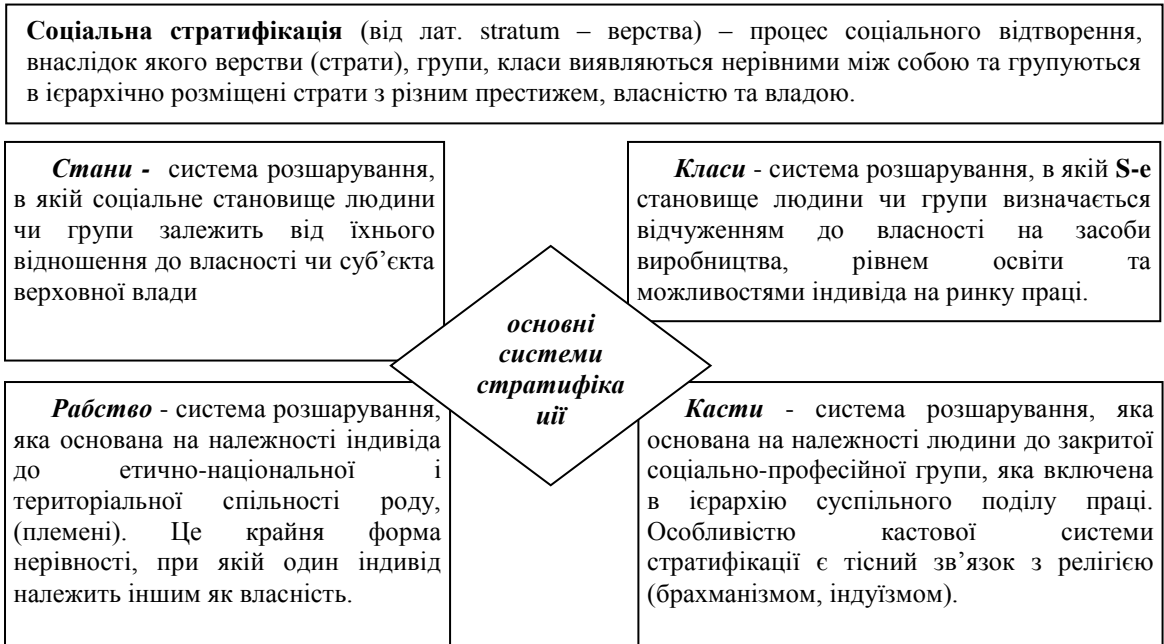 Соціальна стратифікація (від лат. stratum – верства) – процес соціального відтворення,
внаслідок якого верстви (страти), групи, класи виявляються нерівними між собою та групуються
в ієрархічно розміщені страти з різним престижем, власністю та владою.
Стани - система розшарування,
в якій соціальне становище людини
чи групи залежить від їхнього
відношення до власності чи суб’єкта
верховної влади
Класи - система розшарування, в якій S-е
становище людини чи групи визначається
відчуженням до власності на засоби
виробництва, рівнем освіти та
можливостями індивіда на ринку праці.
основні
системи
стратифіка
ції
Рабство - система розшарування,
яка основана на належності індивіда
до етично-національної і
територіальної спільності роду,
(племені). Це крайня форма
нерівності, при якій один індивід
належить іншим як власність.
Касти - система розшарування, яка
основана на належності людини до закритої
соціально-професійної групи, яка включена
в ієрархію суспільного поділу праці.
Особливістю кастової системи
стратифікації є тісний зв’язок з релігією
(брахманізмом, індуїзмом).